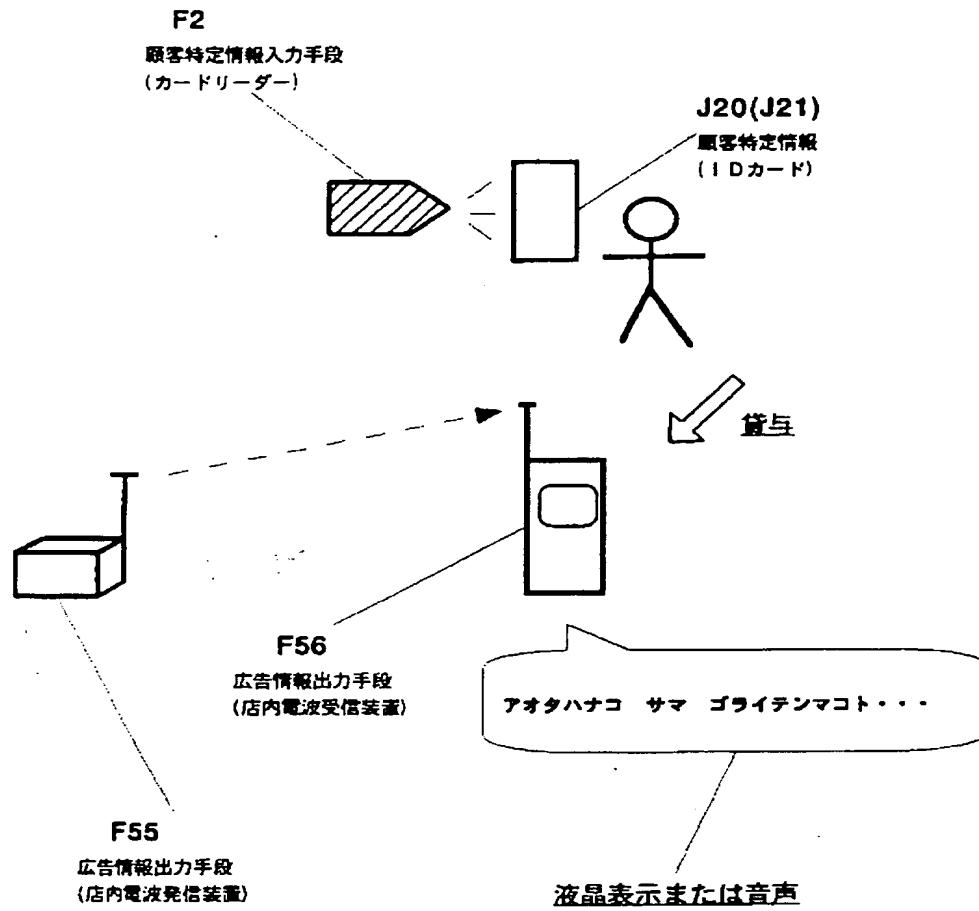 F2
顧客特定情報入力手段
(カードリーダー)
J20(J21)
顧客特定情報
(IDカード)
貸与
F56
広告情報出力手段
(店内電波受信装置)
アオタハナコ サマ ゴライテンマコト・・・
F55
広告情報出力手段
(店内電波発信装置)
液晶表示または音声